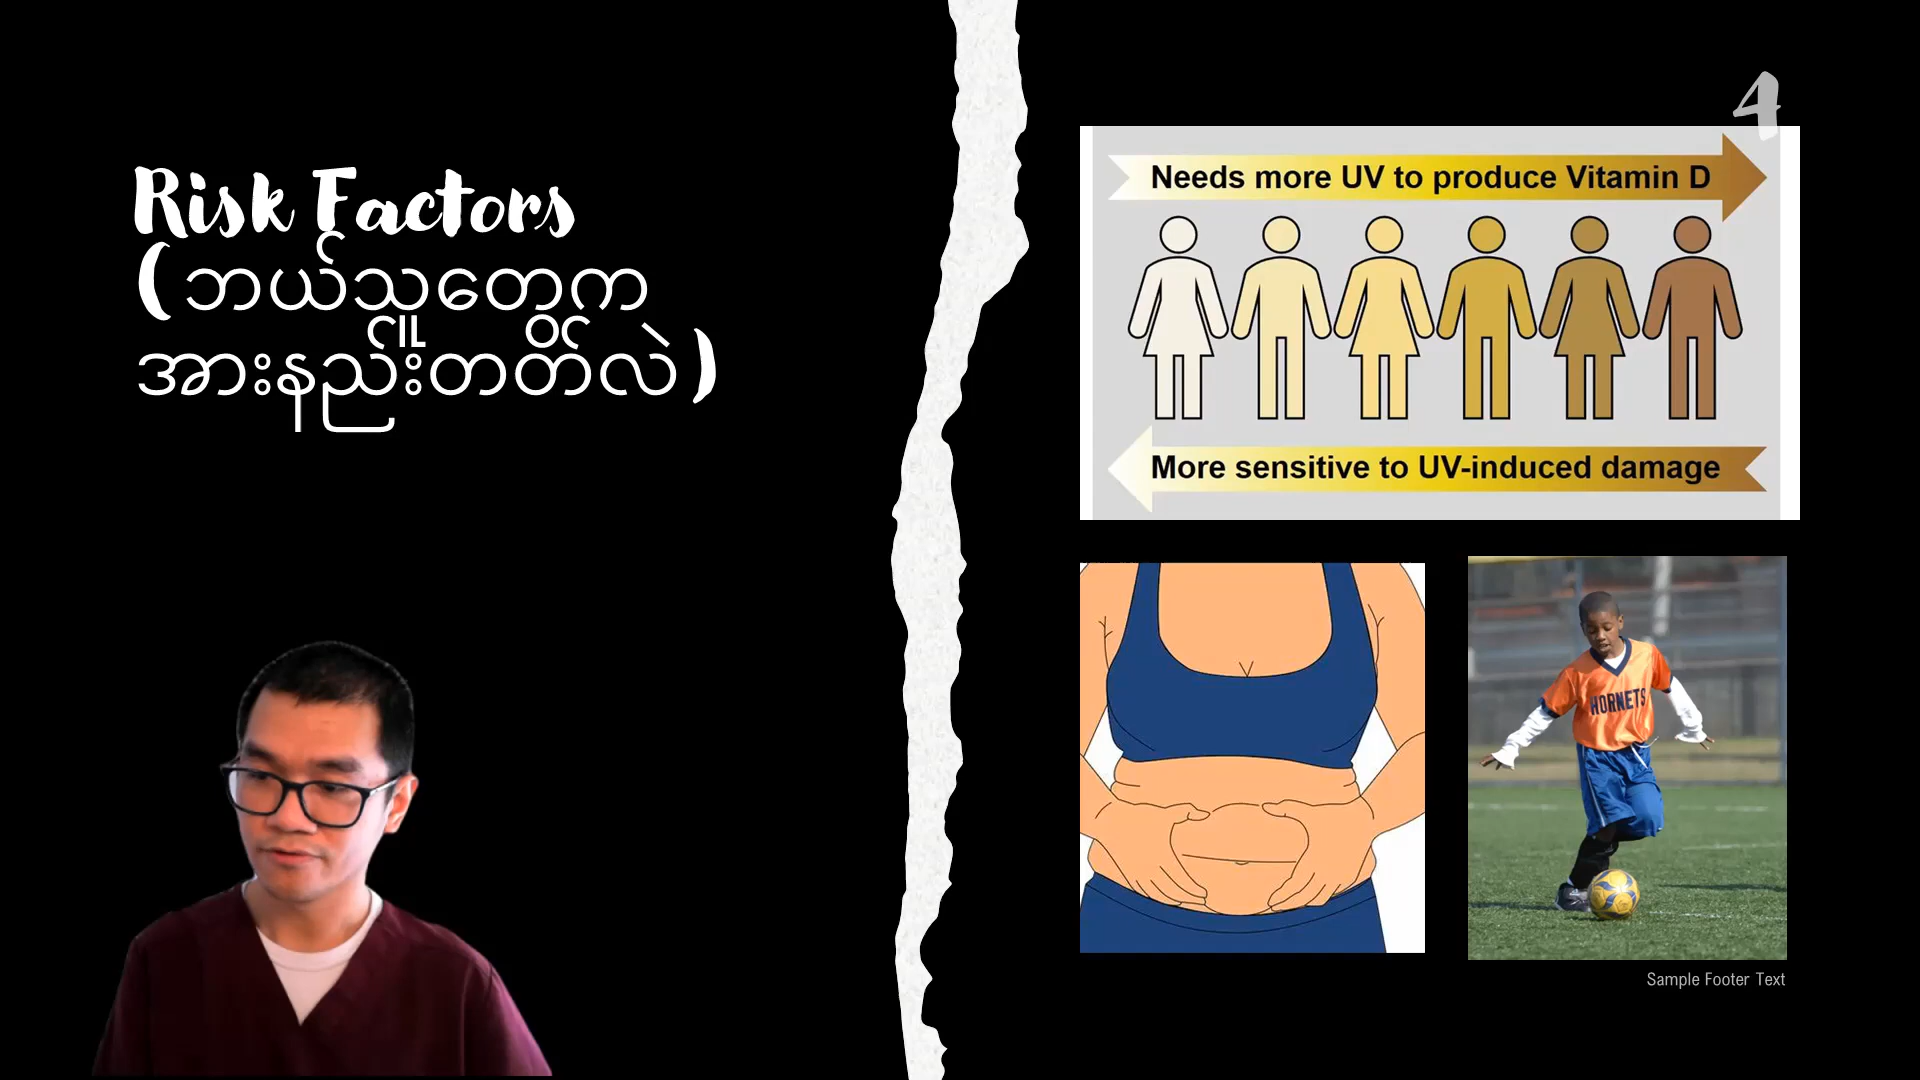 4
Risk Factors
(ဘယ်သူတွေက
အားနည်းတတ်လဲ)
Needs more UV to produce Vitamin D
More sensitive to UV-induced damage
HORNETS
Sample Footer Text